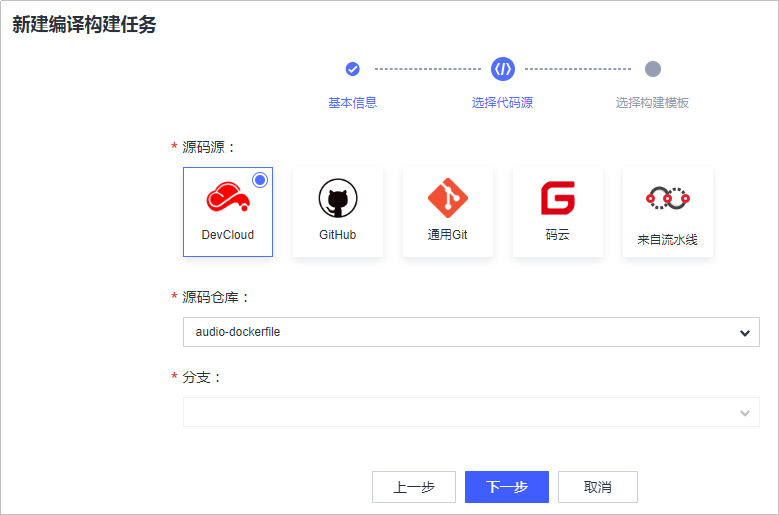 新建编译构建任务
基本信息 选择代码源 选择构建模板
* 源码源：
DevCloud GitHub 通用Git 码云 来自流水线
* 源码仓库：
audio-dockerfile
* 分支：
上一步 下一步 取消